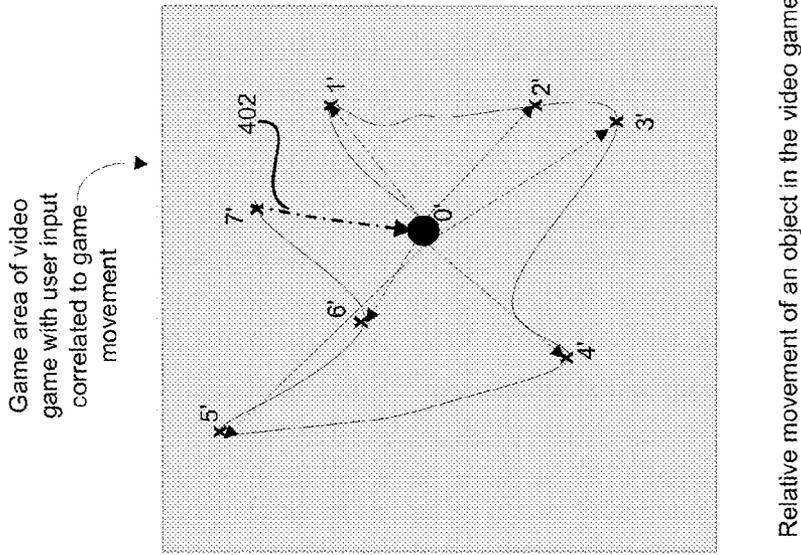 Game area of video
game with user input
correlated to game
movement
402
1'
2'
3'
7'
0'
6'
4'
5'
Relative movement of an object in the video game